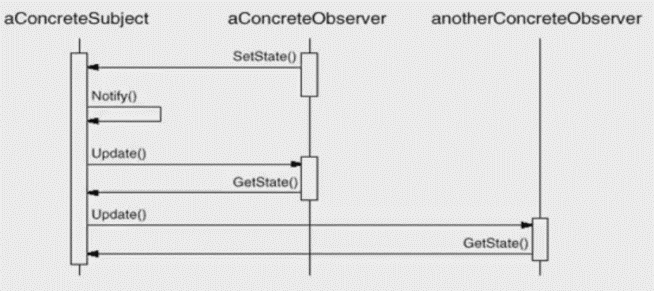 aConcreteSubject aConcreteObserver anotherConcreteObserver
SetState()
Notify()
Update()
GetState()
Update()
GetState()